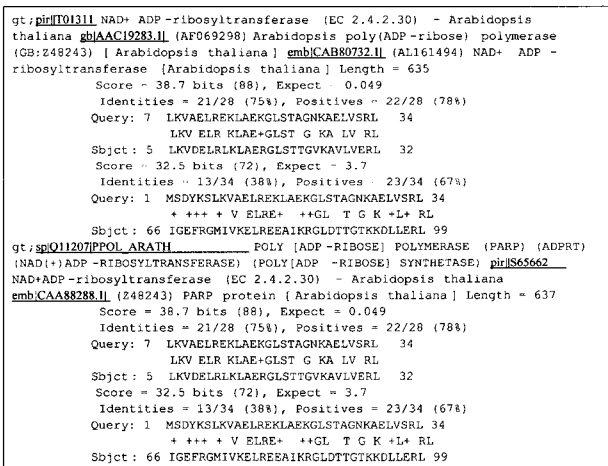 gt;pir||T01311 NAD+ ADP-ribosyltransferase (EC 2.4.2.30) - Arabidopsis
thaliana gb|AAC19283.1| (AF069298) Arabidopsis poly(ADP-ribose) polymerase
(GB:Z48243) [Arabidopsis thaliana] emb|CAB80732.1| (AL161494) NAD+ ADP -
ribosyltransferase [Arabidopsis thaliana] Length = 635
Score = 38.7 bits (88), Expect = 0.049
Identities = 21/28 (75%), Positives = 22/28 (78%)
Query: 7 LKVAELREKLAEKGLSTAGNKAELVSRL 34
LKV ELR KLAE+GLST G KA LV RL
Sbjct: 5 LKVDELRLKLAERGLSTTGVKAVLVERL 32
Score = 32.5 bits (72), Expect = 3.7
Identities = 13/34 (38%), Positives = 23/34 (67%)
Query: 1 MSDYKSLKVAELREKLAEKGLSTAGNKAELVSRL 34
+ +++ + V ELRE+ ++GL T G K +L+ RL
Sbjct: 66 IGEFRGMIVKELREEAIKRGLDTTGTKKDLLERL 99
gt;sp|Q11207|PPOL_ARATH POLY [ADP -RIBOSE] POLYMERASE (PARP) (ADPRT)
(NAD(+)ADP -RIBOSYLTRANSFERASE) (POLY[ADP -RIBOSE] SYNTHETASE) pir||S65662
NAD+ADP-ribosyltransferase (EC 2.4.2.30) - Arabidopsis thaliana
emb|CAA88288.1| (Z48243) PARP protein [Arabidopsis thaliana] Length = 637
Score = 38.7 bits (88), Expect = 0.049
Identities = 21/28 (75%), Positives = 22/28 (78%)
Query: 7 LKVAELREKLAEKGLSTAGNKAELVSRL 34
LKV ELR KLAE+GLST G KA LV RL
Sbjct: 5 LKVDELRLKLAERGLSTTGVKAVLVERL 32
Score = 32.5 bits (72), Expect = 3.7
Identities = 13/34 (38%), Positives = 23/34 (67%)
Query: 1 MSDYKSLKVAELREKLAEKGLSTAGNKAELVSRL 34
+ +++ + V ELRE+ ++GL T G K +L+ RL
Sbjct: 66 IGEFRGMIVKELREEAIKRGLDTTGTKKDLLERL 99